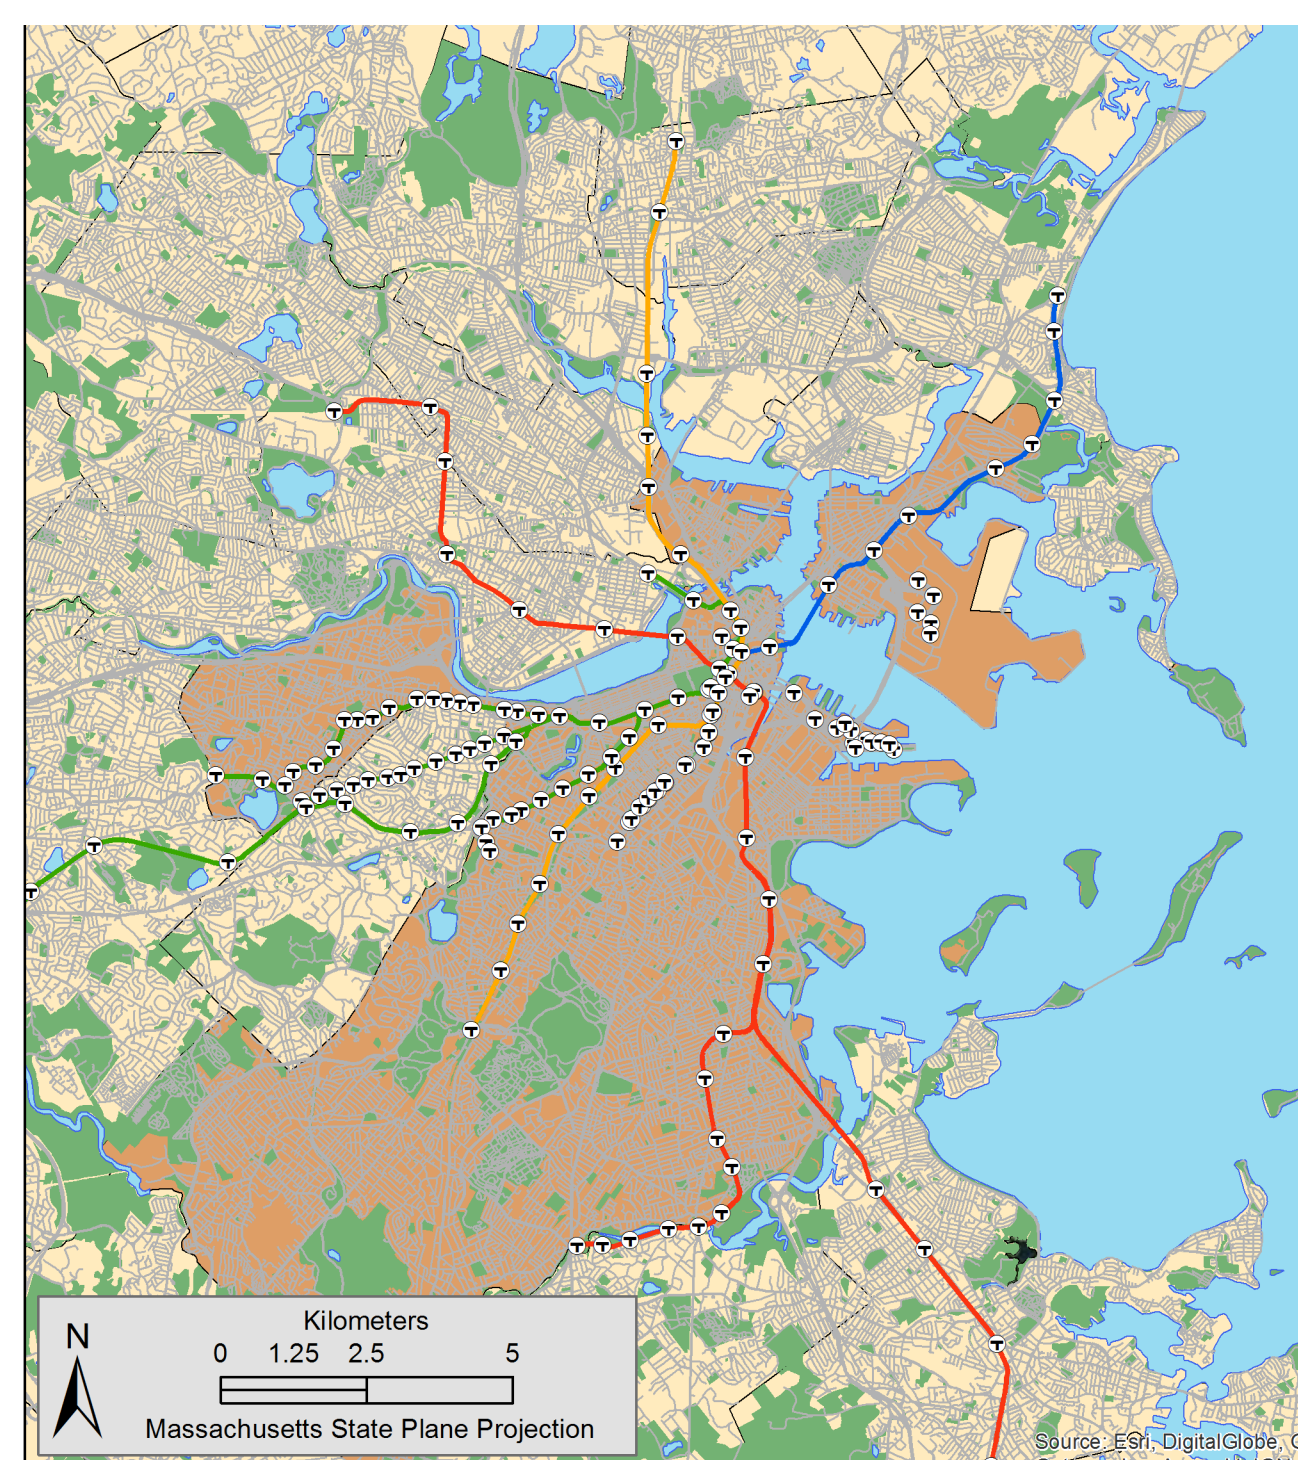 Kilometers
N
0 1.25 2.5 5
Massachusetts State Plane Projection
Source: Esri, DigitalGlobe,